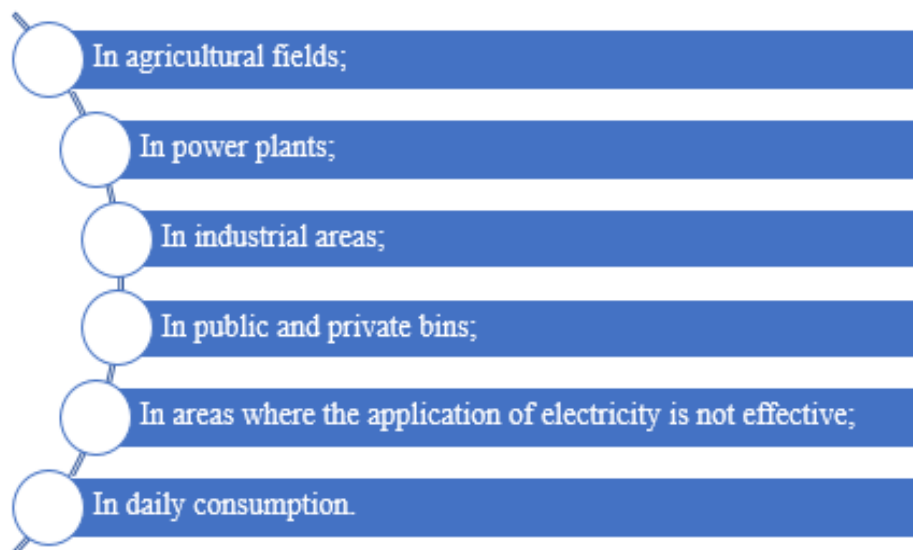 In agricultural fields;
In power plants;
In industrial areas;
In public and private bins;
In areas where the application of electricity is not effective;
In daily consumption.